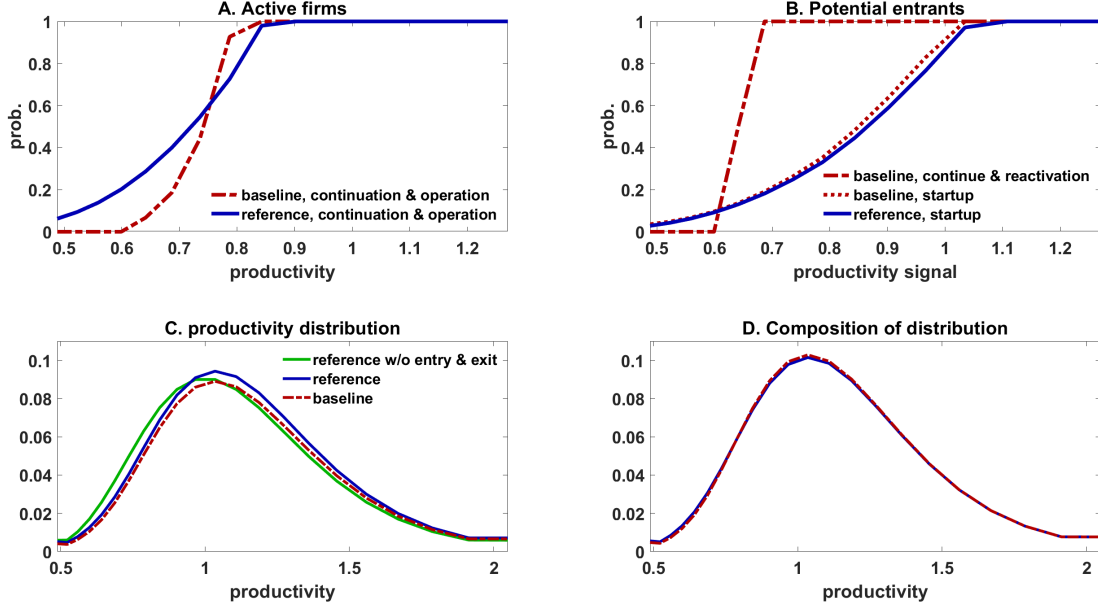 A. Active firms
1
0.8
0.6
0.4
0.2
0
prob.
baseline, continuation & operation
reference, continuation & operation
0.5 0.6 0.7 0.8 0.9 1 1.1 1.2
productivity
B. Potential entrants
1
0.8
0.6
0.4
0.2
0
prob.
baseline, continue & reactivation
baseline, startup
reference, startup
0.5 0.6 0.7 0.8 0.9 1 1.1 1.2
productivity signal
C. productivity distribution
0.1
0.08
0.06
0.04
0.02
0
reference w/o entry & exit
reference
baseline
0.5 1 1.5 2
productivity
D. Composition of distribution
0.1
0.08
0.06
0.04
0.02
0
0.5 1 1.5 2
productivity